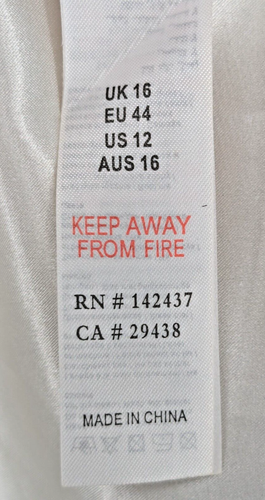 UK 16
EU 44
US 12
AUS 16
KEEP AWAY
FROM FIRE
RN # 142437
CA # 29438
MADE IN CHINA